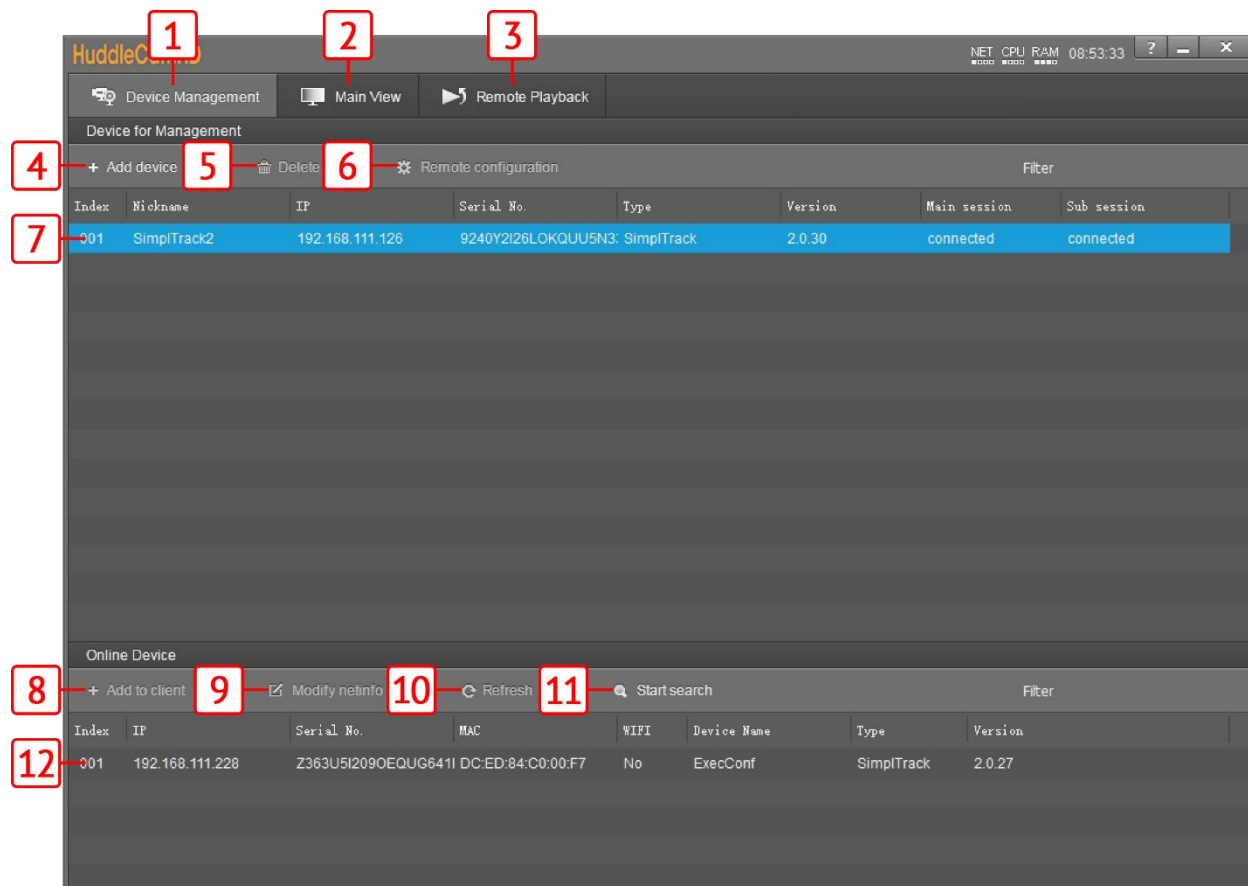 1 2 3
NET CPU RAM 08:53:33 ? – X
Device Management Main View Remote Playback
Device for Management
4 + Add device 5 Delete 6 Remote configuration Filter
Index Nickname IP Serial No. Type Version Main session Sub session
7 001 SimplTrack2 192.168.111.126 SimplTrack 2.0.30 connected connected
Online Device
8 + Add to client 9 Modify netinfo 10 Refresh 11 Start search Filter
Index IP Serial No. MAC WIFI Device Name Type Version
12 001 192.168.111.228 DC:ED:84:C0:00:F7 No ExecConf SimplTrack 2.0.27